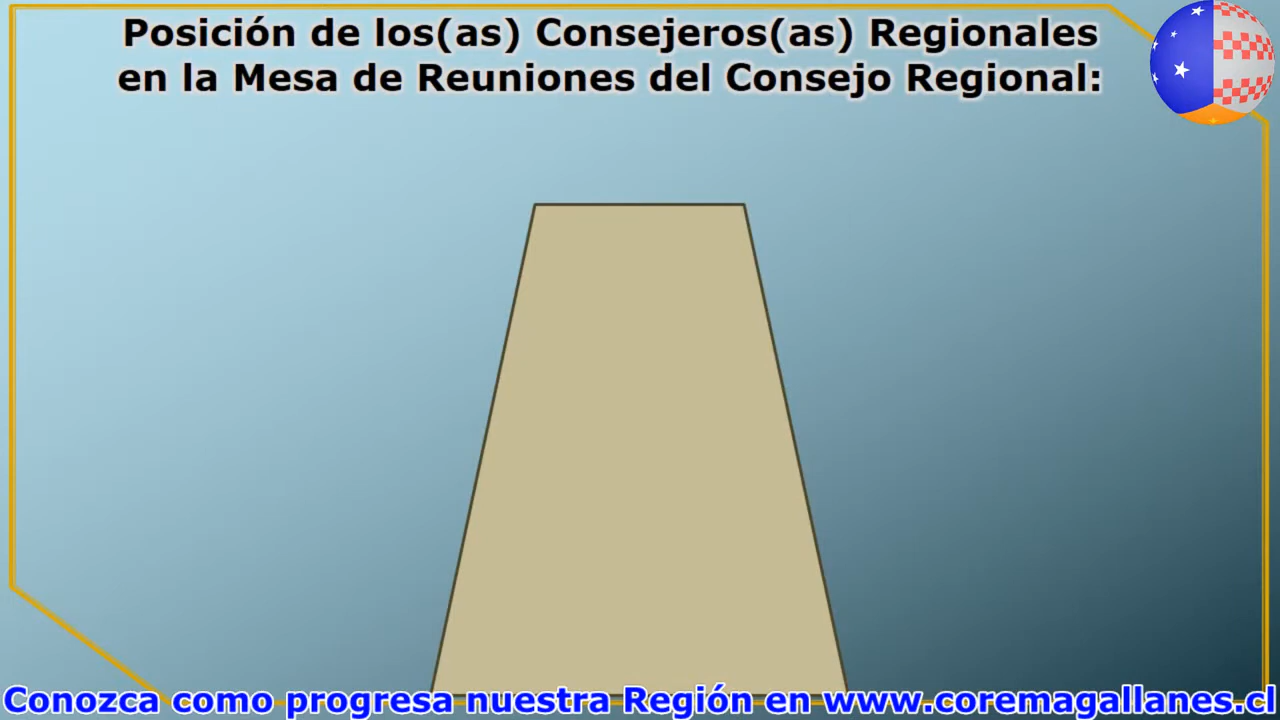 Posición de los(as) Consejeros(as) Regionales
en la Mesa de Reuniones del Consejo Regional:
Conozca como progresa nuestra Región en www.coremagallanes.cl